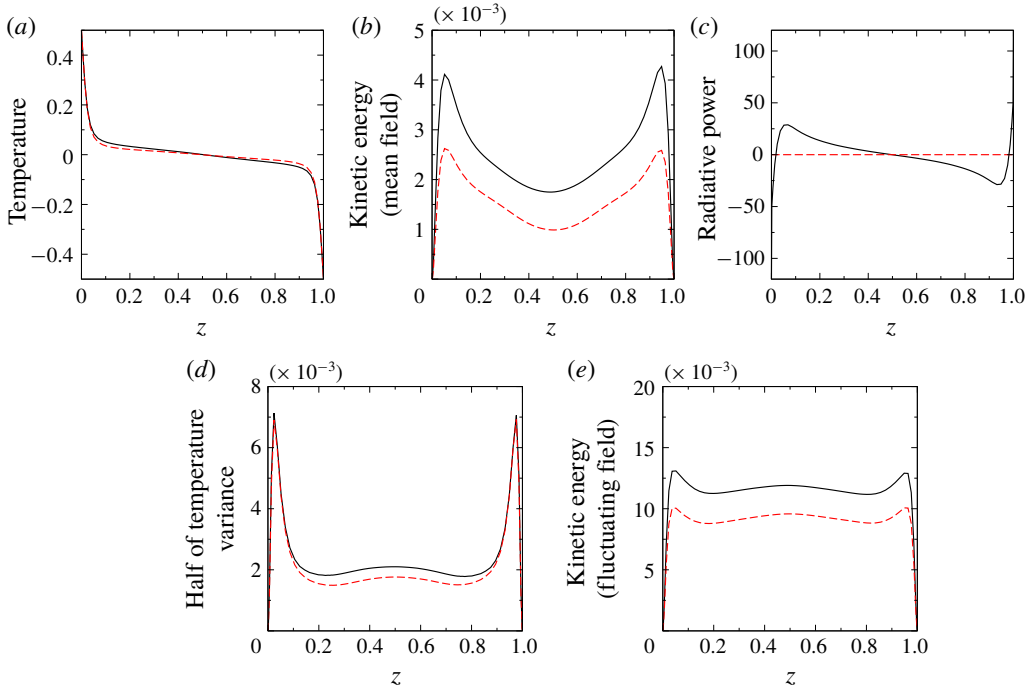 (a)
0.4
0.2
0
−0.2
−0.4
Temperature
0 0.2 0.4 0.6 0.8 1.0
z
(b)
(× 10−3)
5
4
3
2
1
Kinetic energy
(mean field)
0 0.2 0.4 0.6 0.8 1.0
z
(c)
100
50
0
−50
−100
Radiative power
0 0.2 0.4 0.6 0.8 1.0
z
(d)
(× 10−3)
8
6
4
2
Half of temperature
variance
0 0.2 0.4 0.6 0.8 1.0
z
(e)
(× 10−3)
20
15
10
5
Kinetic energy
(fluctuating field)
0 0.2 0.4 0.6 0.8 1.0
z